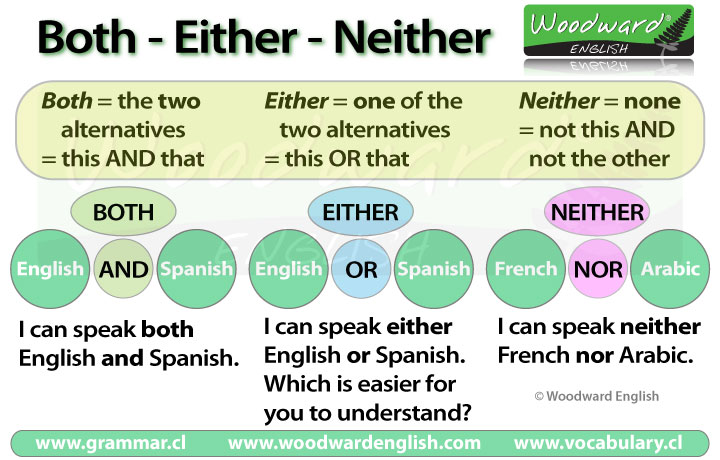 Both - Either - Neither
Woodward®
ENGLISH
Both = the two
alternatives
= this AND that
Either = one of the
two alternatives
= this OR that
Neither = none
= not this AND
not the other
BOTH
English AND Spanish
I can speak both
English and Spanish.
EITHER
English OR Spanish
I can speak either
English or Spanish.
Which is easier for
you to understand?
NEITHER
French NOR Arabic
I can speak neither
French nor Arabic.
© Woodward English
www.grammar.cl www.woodwardenglish.com www.vocabulary.cl
Woodward
ENGLISH